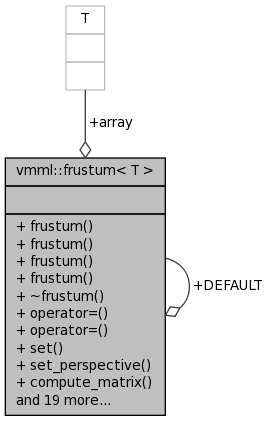 T
+array
vmml::frustum< T >
+ frustum()
+ frustum()
+ frustum()
+ frustum()
+ ~frustum()
+ operator=()
+ operator=()
+ set()
+ set_perspective()
+ compute_matrix()
and 19 more...
+DEFAULT